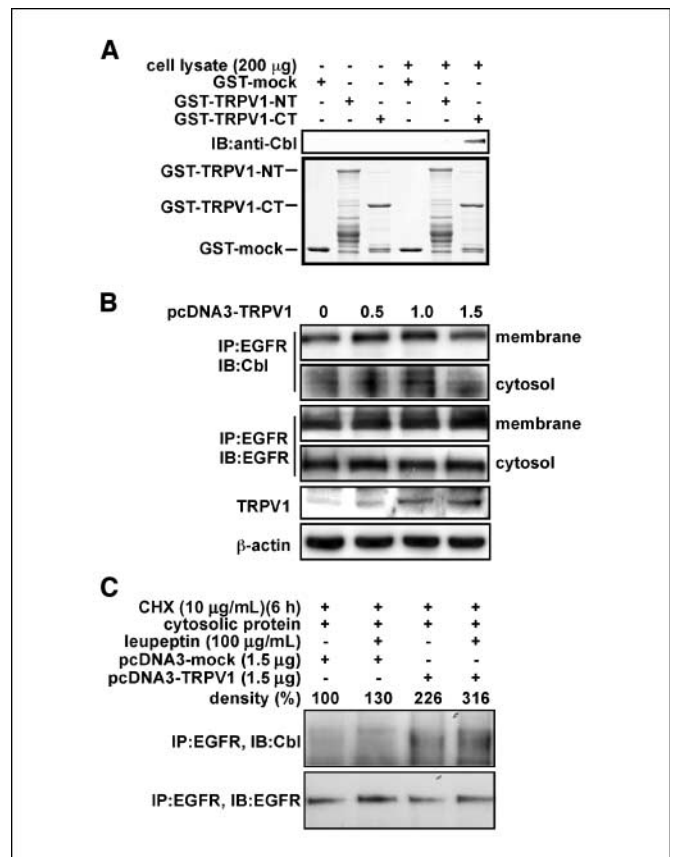 A
cell lysate (200 μg) - - - + + +
GST-mock + - - + - -
GST-TRPV1-NT - + - - + -
GST-TRPV1-CT - - + - - +
IB:anti-Cbl
GST-TRPV1-NT
GST-TRPV1-CT
GST-mock
B
pcDNA3-TRPV1 0 0.5 1.0 1.5
IP:EGFR
IB:Cbl
membrane
cytosol
IP:EGFR
IB:EGFR
membrane
cytosol
TRPV1
β-actin
C
CHX (10 μg/mL)(6 h) + + + +
cytosolic protein + + + +
leupeptin (100 μg/mL) - + - +
pcDNA3-mock (1.5 μg) + + - -
pcDNA3-TRPV1 (1.5 μg) - - + +
density (%) 100 130 226 316
IP:EGFR, IB:Cbl
IP:EGFR, IB:EGFR